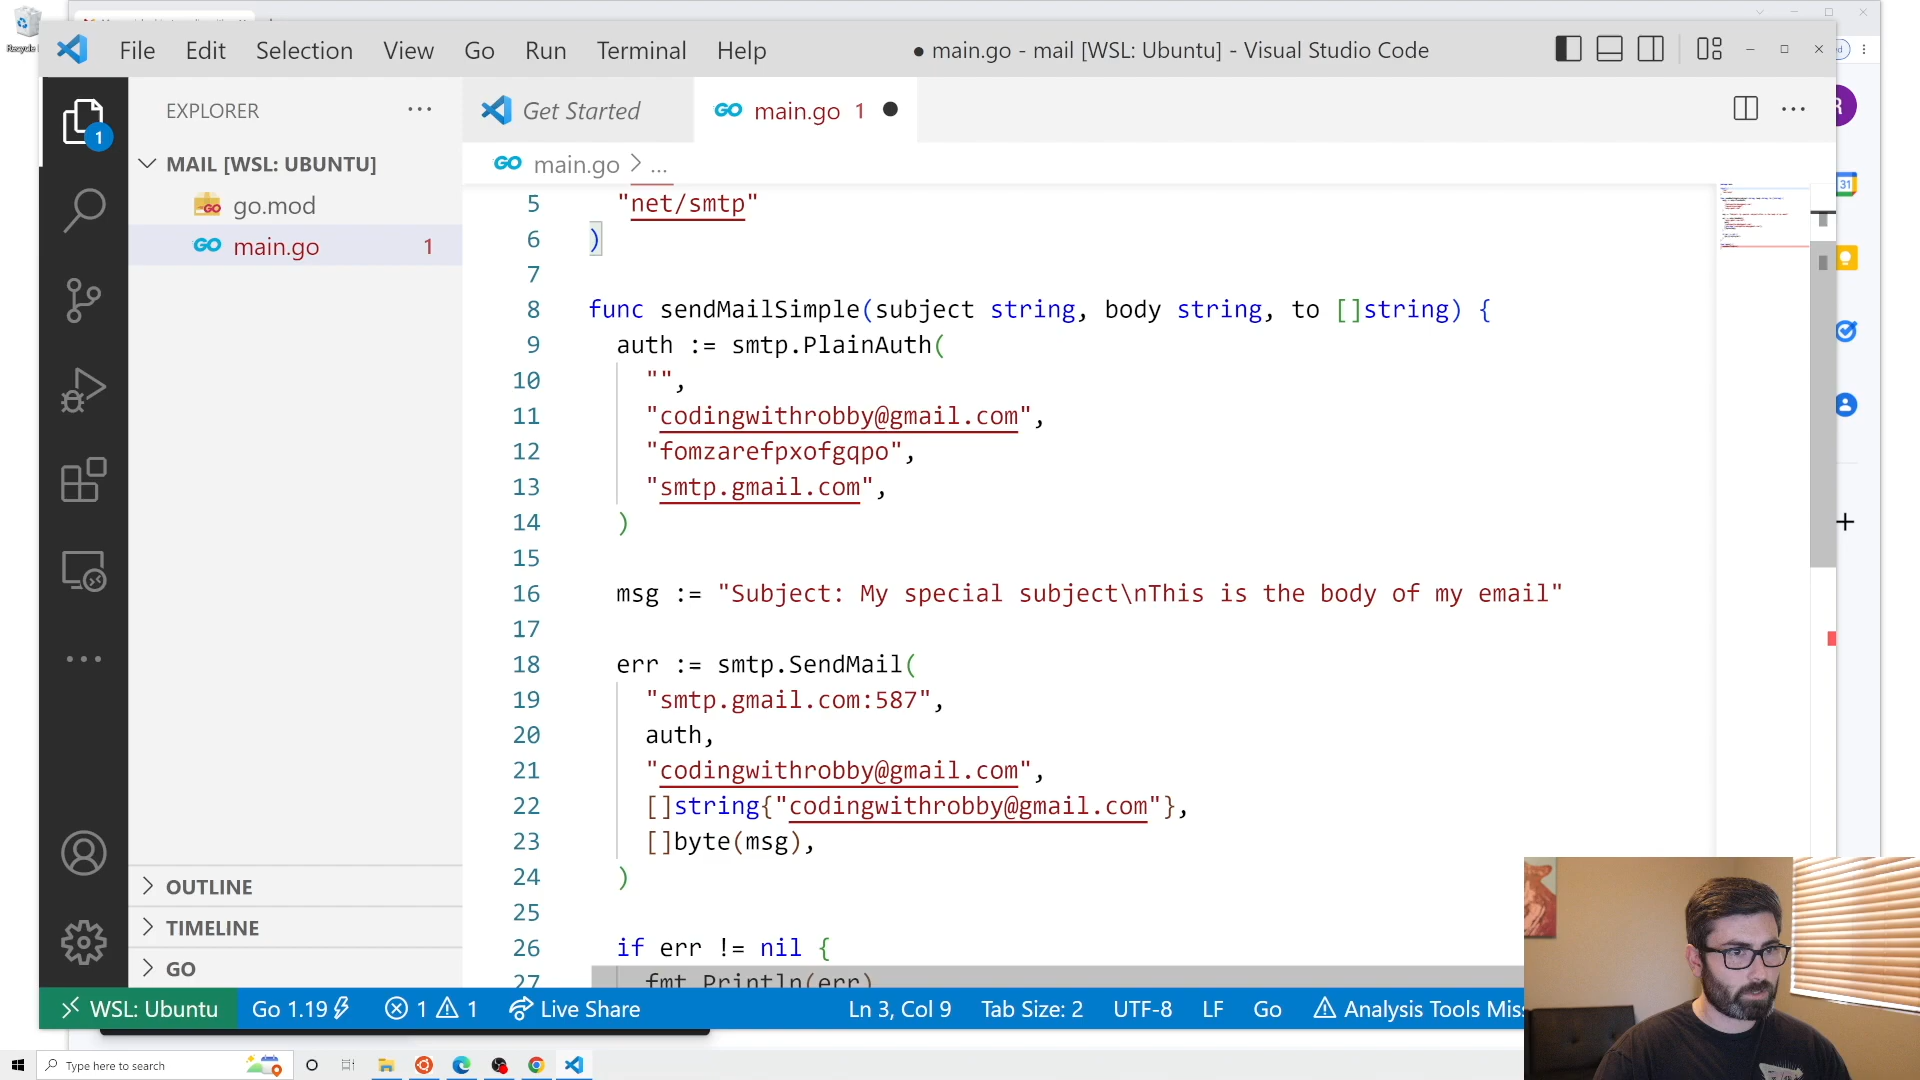 Recycle
File Edit Selection View Go Run Terminal Help
● main.go - mail [WSL: Ubuntu] - Visual Studio Code
EXPLORER
MAIL [WSL: UBUNTU]
go.mod
main.go 1
1
OUTLINE
TIMELINE
GO
Get Started
main.go 1
main.go > ...
5 "net/smtp"
6 )
7
8 func sendMailSimple(subject string, body string, to []string) {
9 auth := smtp.PlainAuth(
10 "",
11 "codingwithrobby@gmail.com",
12 "fomzarefpxofgqpo",
13 "smtp.gmail.com",
14 )
15
16 msg := "Subject: My special subject\nThis is the body of my email"
17
18 err := smtp.SendMail(
19 "smtp.gmail.com:587",
20 auth,
21 "codingwithrobby@gmail.com",
22 []string{"codingwithrobby@gmail.com"},
23 []byte(msg),
24 )
25
26 if err != nil {
27 fmt.Println(err)
31
WSL: Ubuntu Go 1.19 1 1 Live Share Ln 3, Col 9 Tab Size: 2 UTF-8 LF Go Analysis Tools Mis
Type here to search